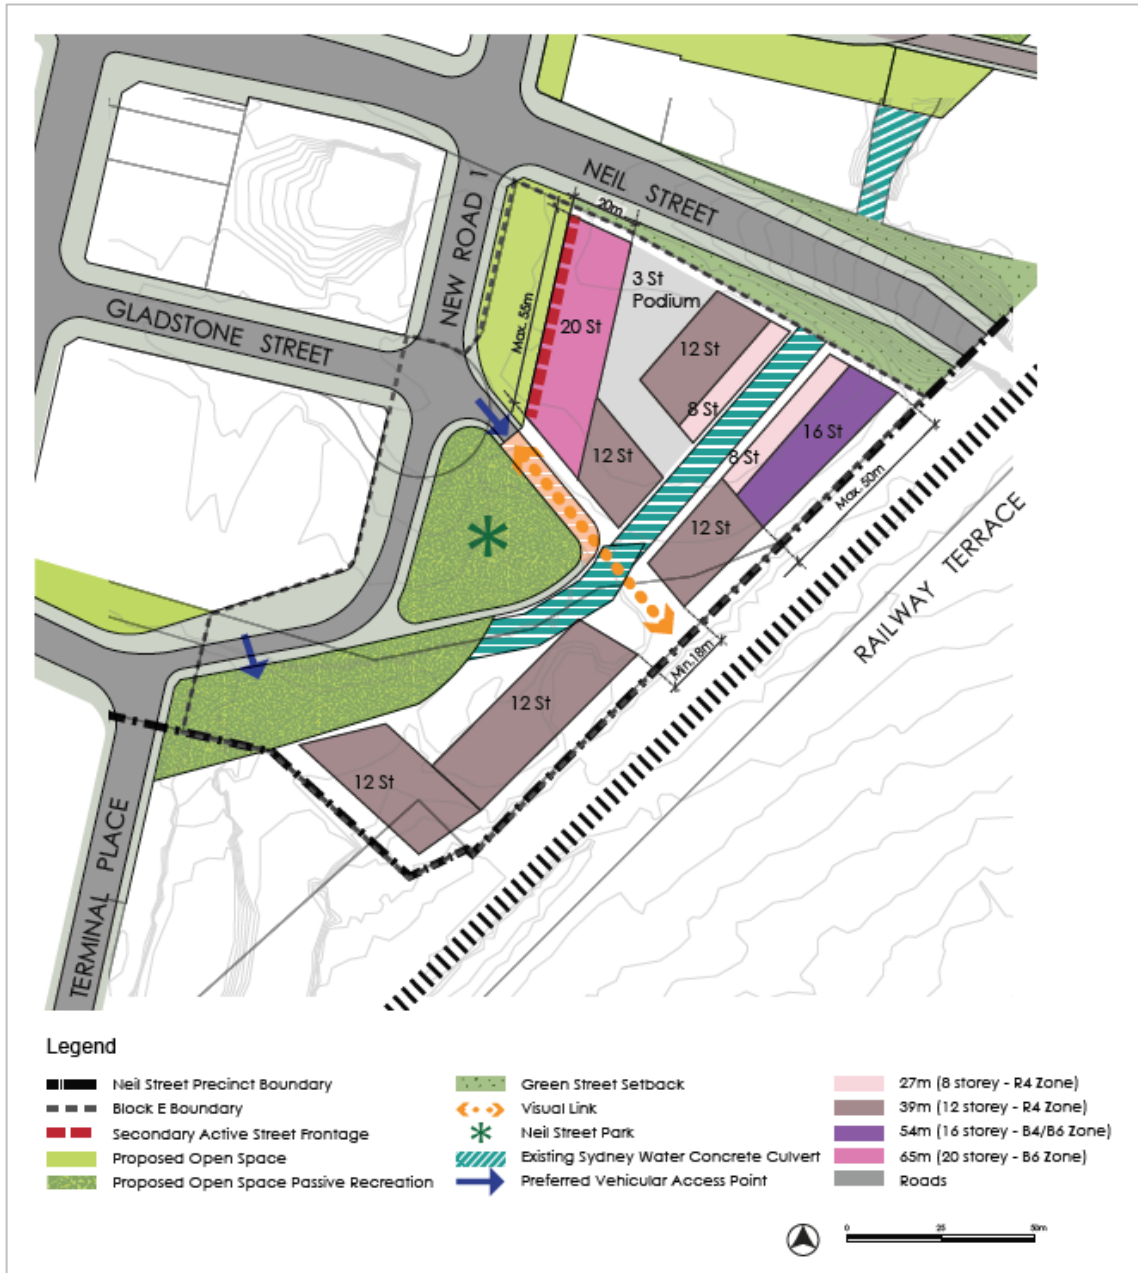 NEIL STREET
NEW ROAD 1
20m
3 St
Podium
Max. 55m
20 St
GLADSTONE STREET
12 St
8 St
16 St
8 St
12 St
Max. 50m
12 St
RAILWAY TERRACE
Min.18m
12 St
12 St
TERMINAL PLACE
Legend
Neil Street Precinct Boundary
Block E Boundary
Secondary Active Street Frontage
Proposed Open Space
Proposed Open Space Passive Recreation
Green Street Setback
Visual Link
Neil Street Park
Existing Sydney Water Concrete Culvert
Preferred Vehicular Access Point
27m (8 storey - R4 Zone)
39m (12 storey - R4 Zone)
54m (16 storey - B4/B6 Zone)
65m (20 storey - B6 Zone)
Roads
0 25 50m